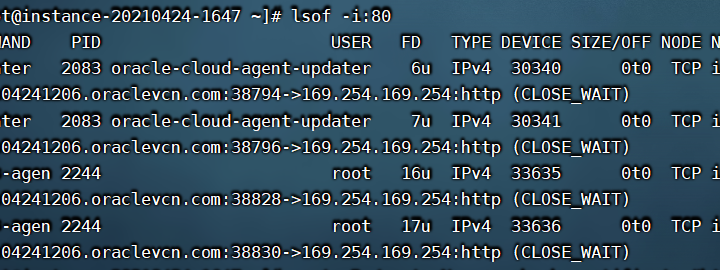 t@instance-20210424-1647 ~]# lsof -i:80
MAND PID USER FD TYPE DEVICE SIZE/OFF NODE N
ter 2083 oracle-cloud-agent-updater 6u IPv4 30340 0t0 TCP i
04241206.oraclevcn.com:38794->169.254.169.254:http (CLOSE_WAIT)
ter 2083 oracle-cloud-agent-updater 7u IPv4 30341 0t0 TCP i
04241206.oraclevcn.com:38796->169.254.169.254:http (CLOSE_WAIT)
-agen 2244 root 16u IPv4 33635 0t0 TCP i
04241206.oraclevcn.com:38828->169.254.169.254:http (CLOSE_WAIT)
-agen 2244 root 17u IPv4 33636 0t0 TCP i
04241206.oraclevcn.com:38830->169.254.169.254:http (CLOSE_WAIT)